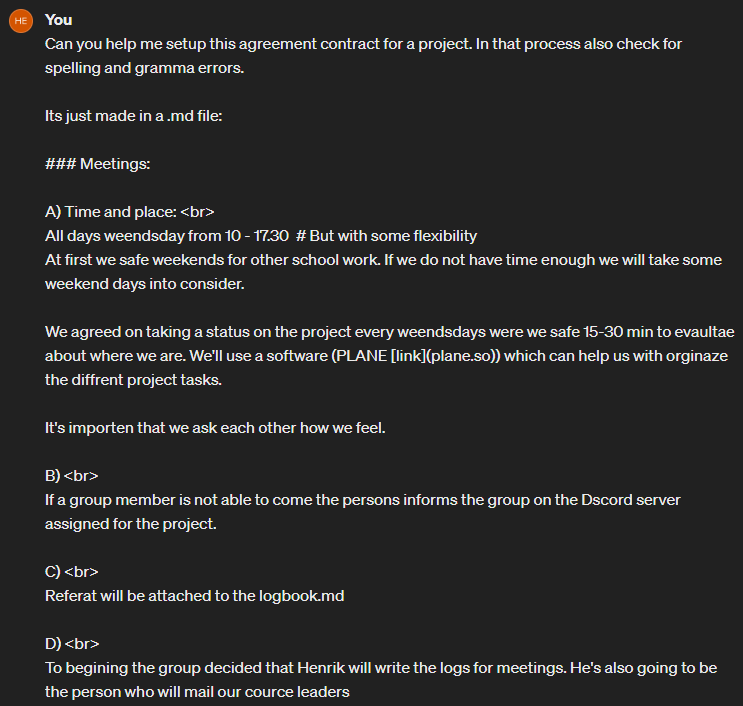 HE
You
Can you help me setup this agreement contract for a project. In that process also check for
spelling and gramma errors.
Its just made in a .md file:
### Meetings:
A) Time and place: <br>
All days weendsday from 10 - 17.30  # But with some flexibility
At first we safe weekends for other school work. If we do not have time enough we will take some
weekend days into consider.
We agreed on taking a status on the project every weendsdays were we safe 15-30 min to evaultae
about where we are. We'll use a software (PLANE [link](plane.so)) which can help us with orginaze
the diffrent project tasks.
It's importen that we ask each other how we feel.
B) <br>
If a group member is not able to come the persons informs the group on the Dscord server
assigned for the project.
C) <br>
Referat will be attached to the logbook.md
D) <br>
To begining the group decided that Henrik will write the logs for meetings. He's also going to be
the person who will mail our cource leaders